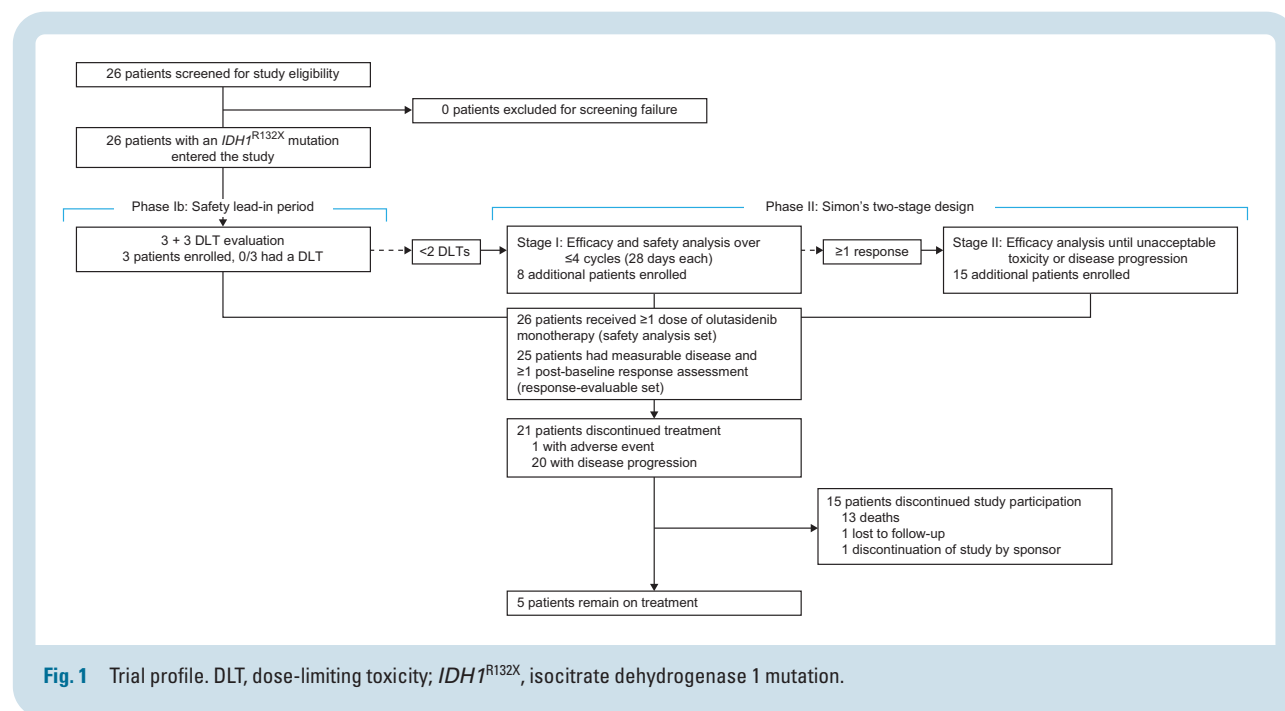 26 patients screened for study eligibility
0 patients excluded for screening failure
26 patients with an IDH1R132X mutation
entered the study
Phase Ib: Safety lead-in period
Phase II: Simon's two-stage design
3 + 3 DLT evaluation
3 patients enrolled, 0/3 had a DLT
<2 DLTs
Stage I: Efficacy and safety analysis over
≤4 cycles (28 days each)
8 additional patients enrolled
≥1 response
Stage II: Efficacy analysis until unacceptable
toxicity or disease progression
15 additional patients enrolled
26 patients received ≥1 dose of olutasidenib
monotherapy (safety analysis set)
25 patients had measurable disease and
≥1 post-baseline response assessment
(response-evaluable set)
21 patients discontinued treatment
1 with adverse event
20 with disease progression
15 patients discontinued study participation
13 deaths
1 lost to follow-up
1 discontinuation of study by sponsor
5 patients remain on treatment
Fig. 1 Trial profile. DLT, dose-limiting toxicity; IDH1R132X, isocitrate dehydrogenase 1 mutation.